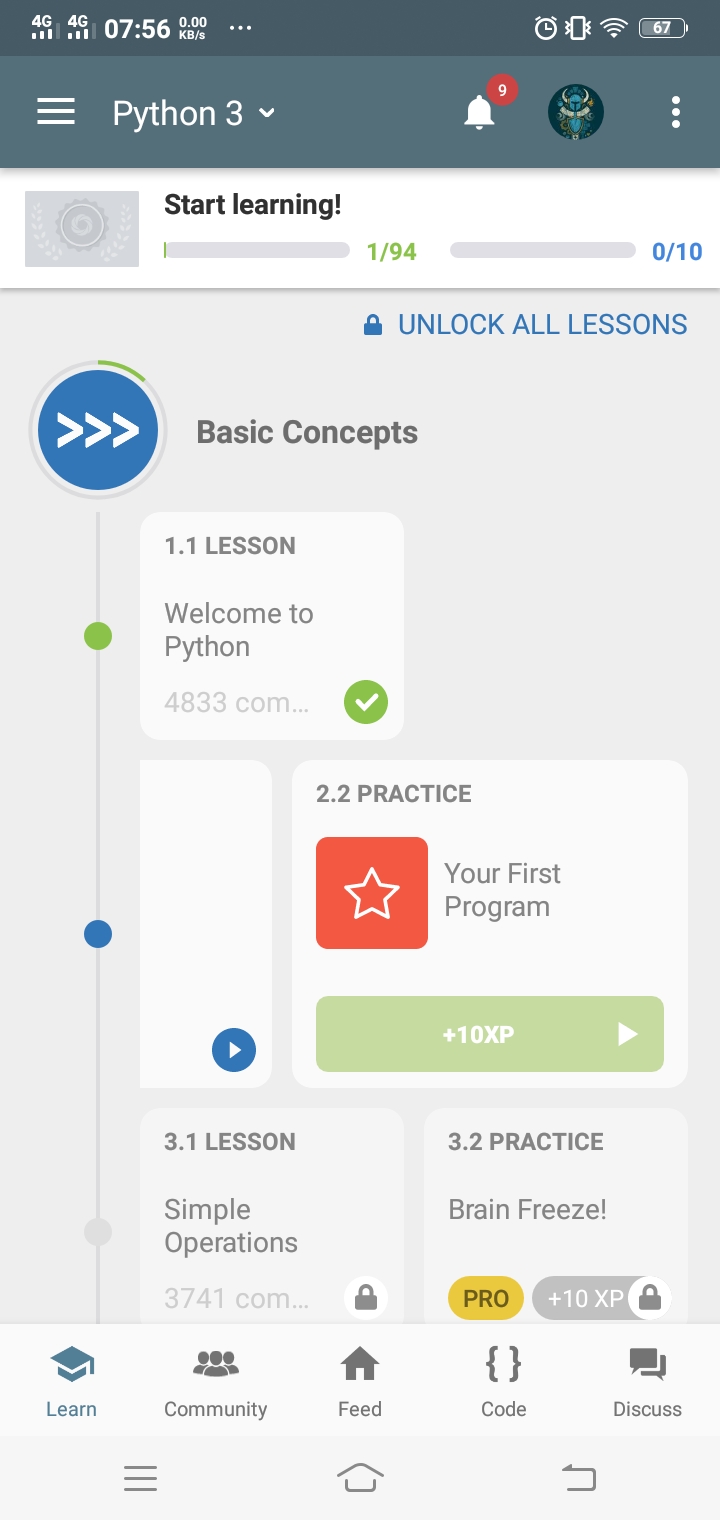 4G 4G 07:56 0.00 KB/s ... 67
Python 3 9
Start learning!
1/94 0/10
UNLOCK ALL LESSONS
>>> Basic Concepts
1.1 LESSON
Welcome to
Python
4833 com...
2.2 PRACTICE
Your First
Program
+10XP
3.1 LESSON 3.2 PRACTICE
Simple Brain Freeze!
Operations
3741 com... PRO +10 XP
Learn Community Feed { } Code Discuss